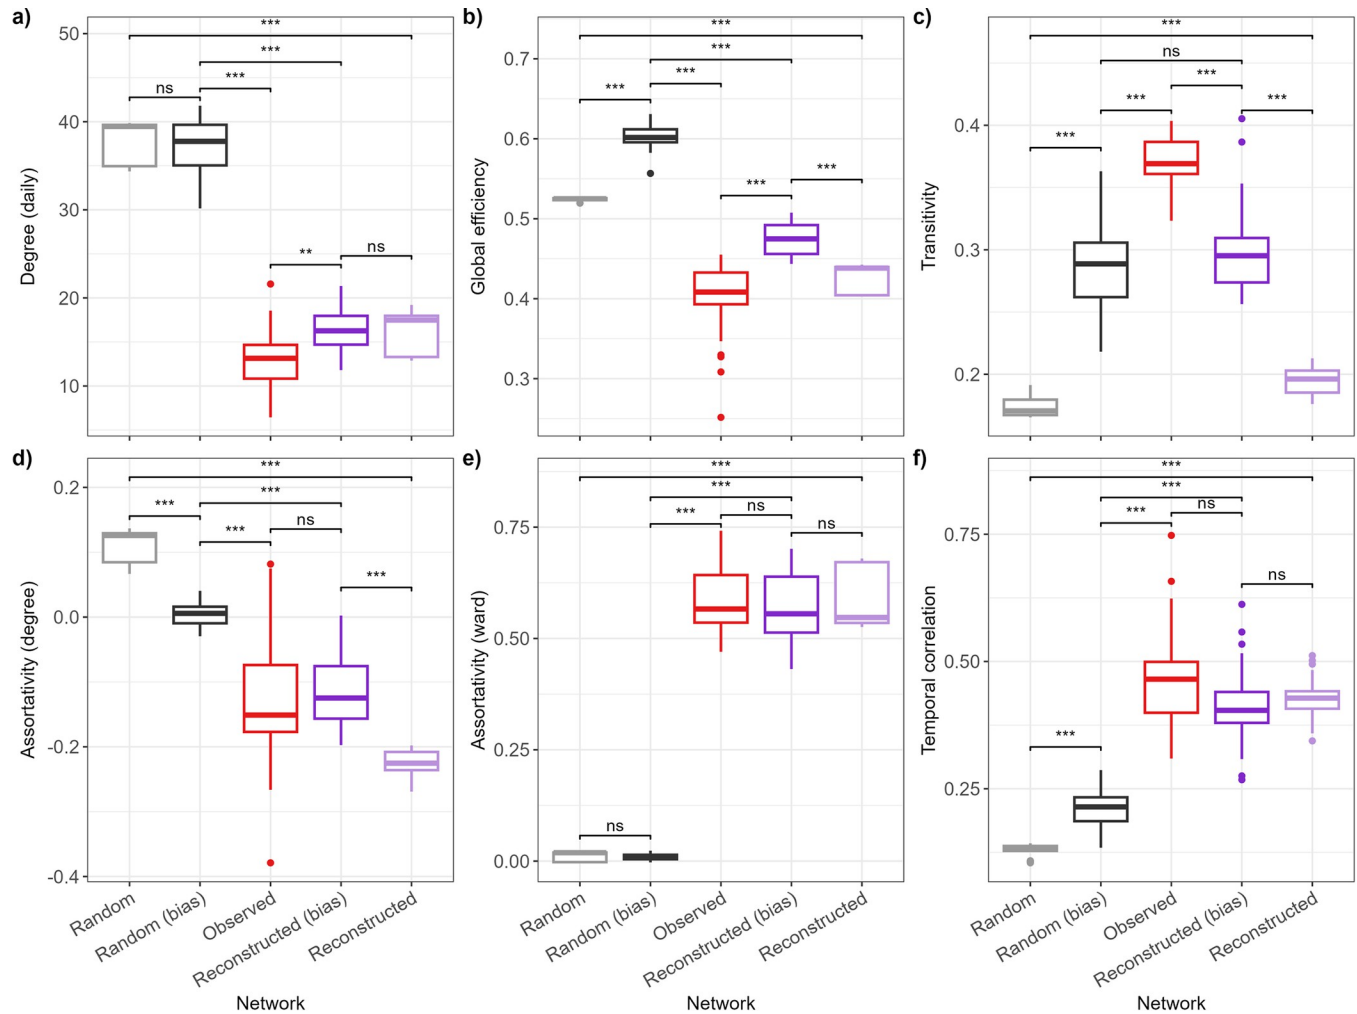 a)
***
***
***
ns
**
ns
50
40
30
20
10
Degree (daily)
b)
***
***
***
***
***
***
0.7
0.6
0.5
0.4
0.3
Global efficiency
c)
***
ns
***
***
***
***
0.4
0.3
0.2
Transitivity
d)
***
***
***
***
ns
***
0.2
0.0
-0.2
-0.4
Assortativity (degree)
Random
Random (bias)
Observed
Reconstructed (bias)
Reconstructed
Network
e)
***
***
***
ns
ns
ns
0.75
0.50
0.25
0.00
Assortativity (ward)
Random
Random (bias)
Observed
Reconstructed (bias)
Reconstructed
Network
f)
***
***
***
ns
ns
***
0.75
0.50
0.25
Temporal correlation
Random
Random (bias)
Observed
Reconstructed (bias)
Reconstructed
Network